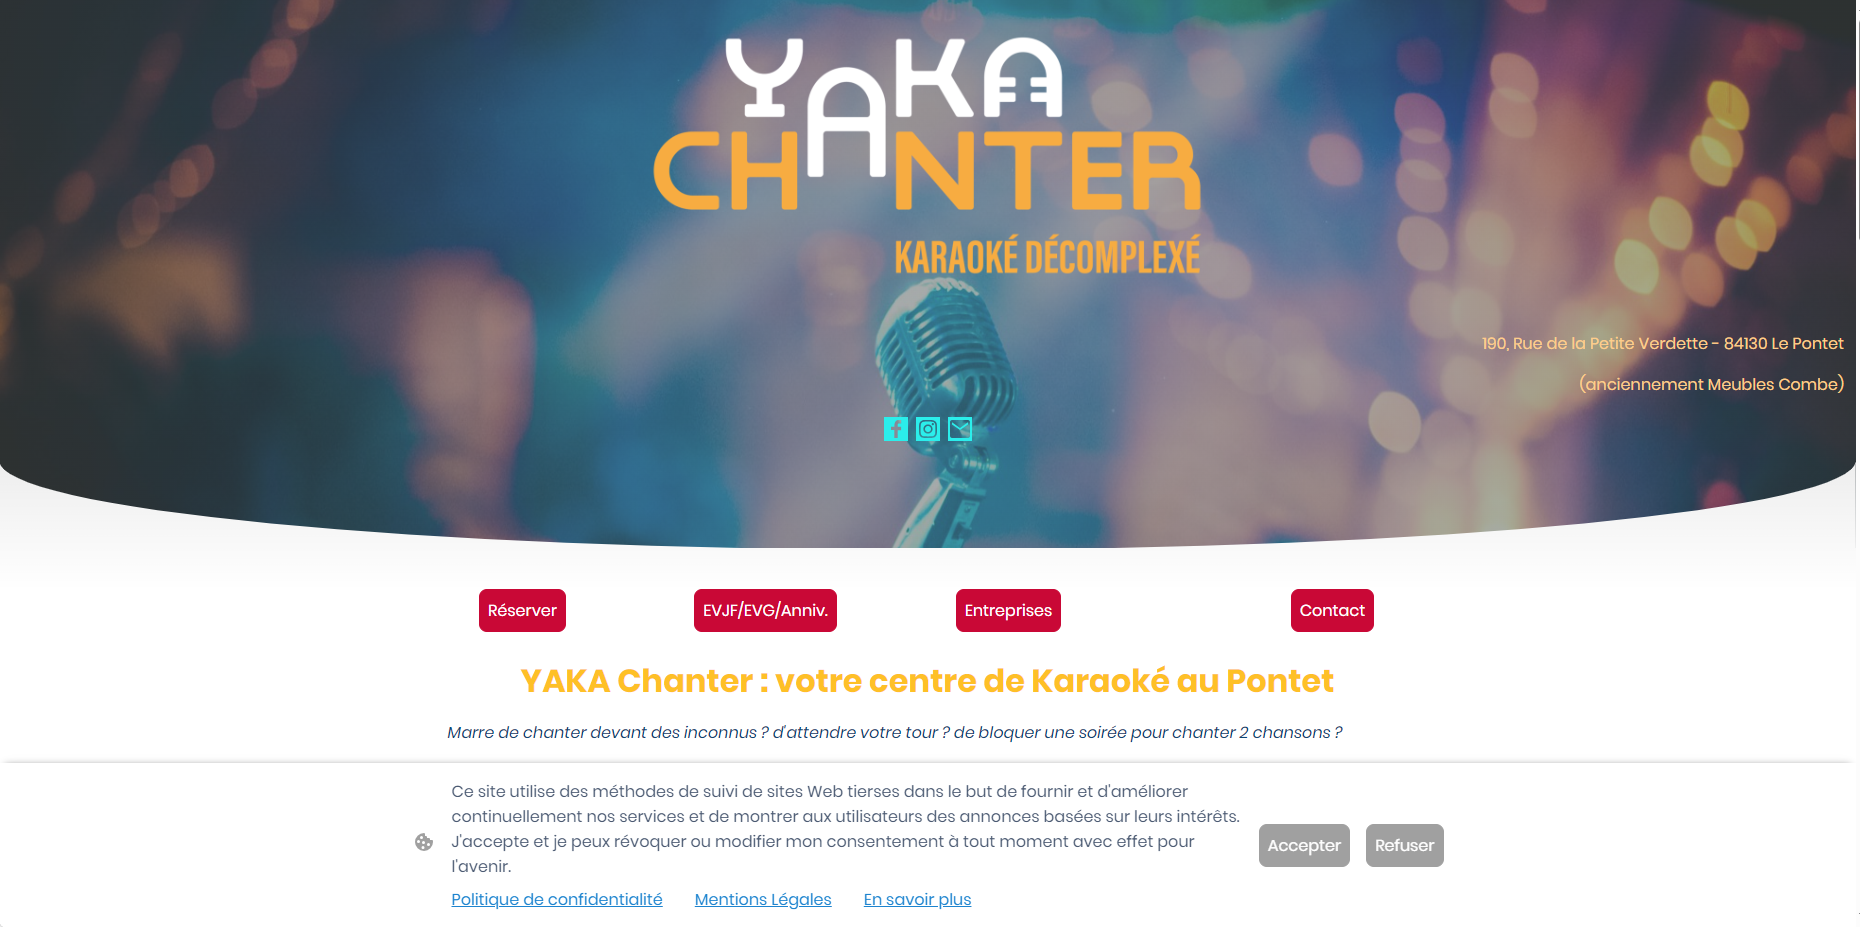 YAKA
CHANTER
KARAOKÉ DÉCOMPLEXÉ
190, Rue de la Petite Verdette - 84130 Le Pontet
(anciennement Meubles Combe)
Réserver
EVJF/EVG/Anniv.
Entreprises
Contact
YAKA Chanter : votre centre de Karaoké au Pontet
Marre de chanter devant des inconnus ? d'attendre votre tour ? de bloquer une soirée pour chanter 2 chansons ?
Ce site utilise des méthodes de suivi de sites Web tierses dans le but de fournir et d'améliorer
continuellement nos services et de montrer aux utilisateurs des annonces basées sur leurs intérêts.
J'accepte et je peux révoquer ou modifier mon consentement à tout moment avec effet pour
l'avenir.
Accepter
Refuser
Politique de confidentialité
Mentions Légales
En savoir plus